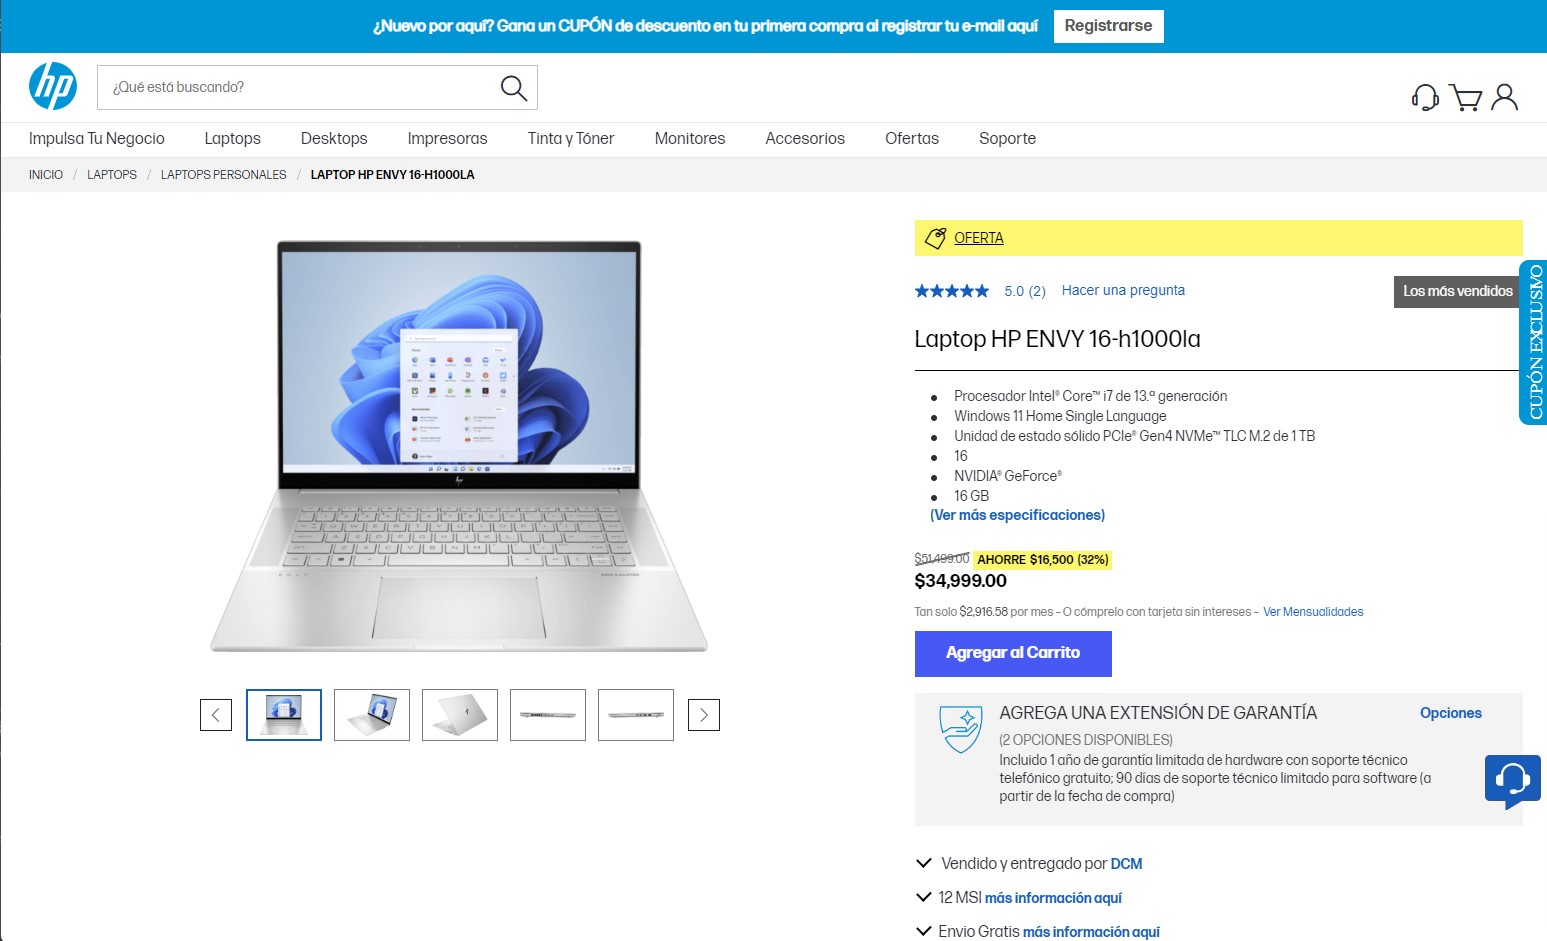 ¿Nuevo por aquí? Gana un CUPÓN de descuento en tu primera compra al registrar tu e-mail aquí Registrarse
hp
¿Qué está buscando?
Impulsa Tu Negocio Laptops Desktops Impresoras Tinta y Tóner Monitores Accesorios Ofertas Soporte
INICIO / LAPTOPS / LAPTOPS PERSONALES / LAPTOP HP ENVY 16-H1000LA
OFERTA
5.0 (2) Hacer una pregunta
Los más vendidos
CUPÓN EXCLUSIVO
Laptop HP ENVY 16-h1000la
Procesador Intel® Core™ i7 de 13.ª generación
Windows 11 Home Single Language
Unidad de estado sólido PCIe® Gen4 NVMe™ TLC M.2 de 1 TB
16
NVIDIA® GeForce®
16 GB
(Ver más especificaciones)
$51,499.00 AHORRE $16,500 (32%)
$34,999.00
Tan solo $2,916.58 por mes – O cómprelo con tarjeta sin intereses – Ver Mensualidades
Agregar al Carrito
AGREGA UNA EXTENSIÓN DE GARANTÍA Opciones
(2 OPCIONES DISPONIBLES)
Incluido 1 año de garantía limitada de hardware con soporte técnico
telefónico gratuito; 90 días de soporte técnico limitado para software (a
partir de la fecha de compra)
Vendido y entregado por DCM
12 MSI más información aquí
Envio Gratis más información aquí